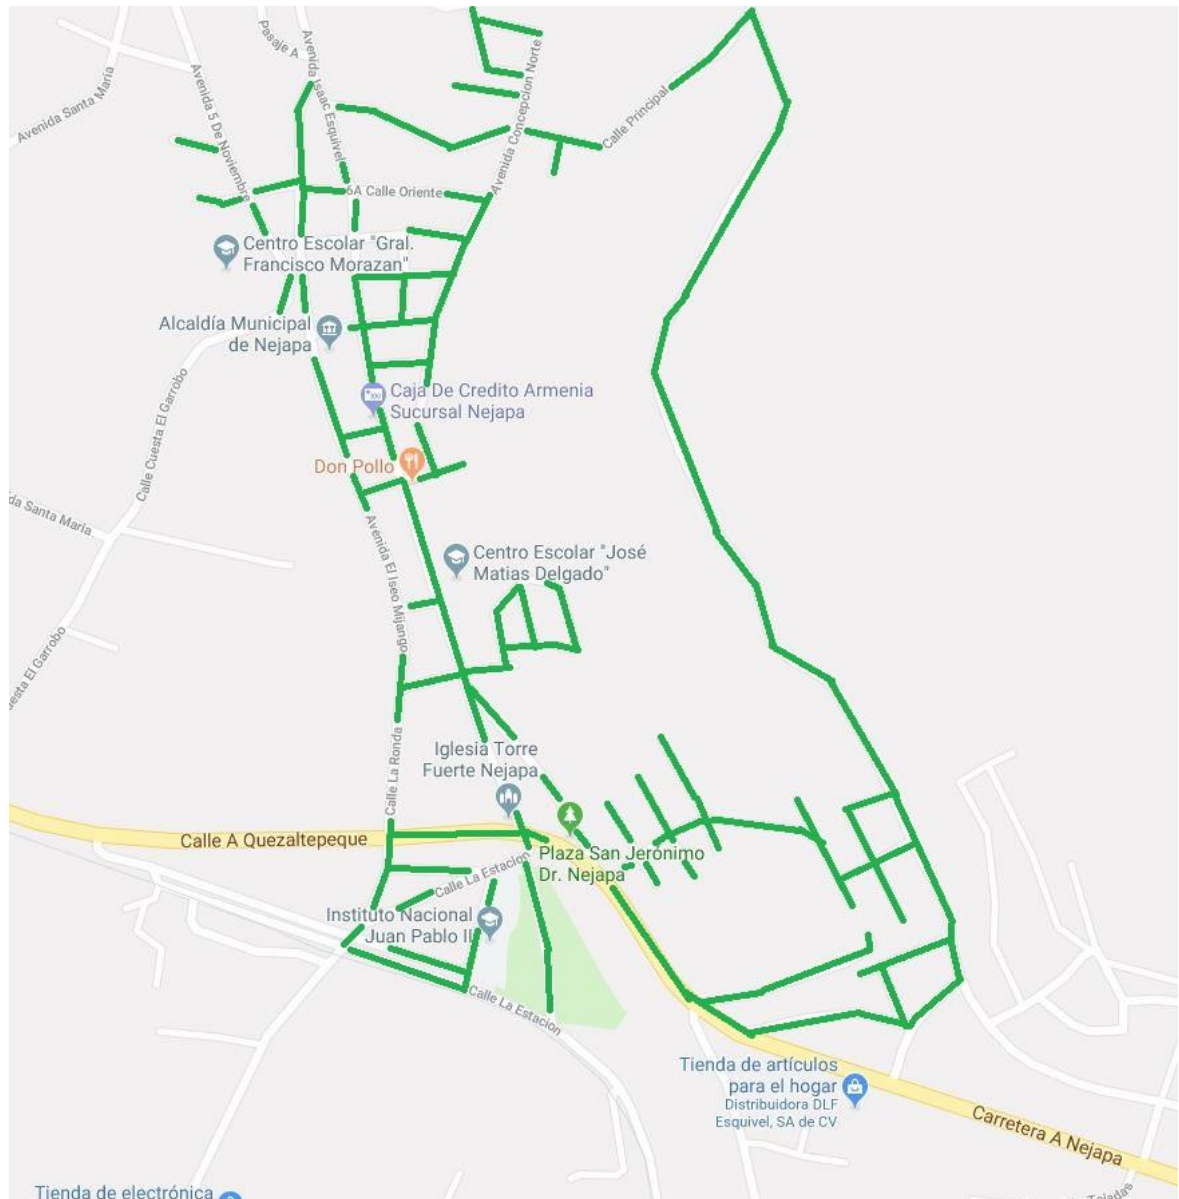 Pasaje A
Avenida Isaac Esquivel
Avenida Santa Maria
Avenida 5 De Noviembre
Avenida Concepcion Norte
Calle Principal
6A Calle Oriente
Centro Escolar "Gral.
Francisco Morazan"
Alcaldía Municipal
de Nejapa
Caja De Credito Armenia
Sucursal Nejapa
Calle Cuesta El Garrobo
Don Pollo
da Santa Maria
Avenida El Iseo Mijango
Centro Escolar "José
Matias Delgado"
uesta El Garrobo
Iglesia Torre
Fuerte Nejapa
Calle La Ronda
Calle A Quezaltepeque
Plaza San Jerónimo
Dr. Nejapa
Calle La Estacion
Instituto Nacional
Juan Pablo II
Calle La Estacion
Tienda de artículos
para el hogar
Distribuidora DLF
Esquivel, SA de CV
Carretera A Nejapa
Tienda de electrónica